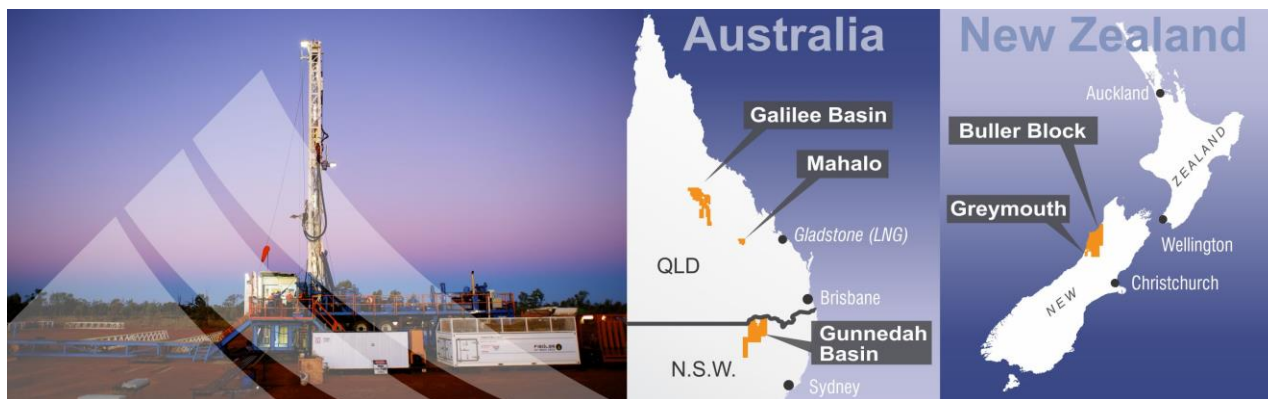 Australia
Galilee Basin
Mahalo
Gladstone (LNG)
QLD
Brisbane
Gunnedah
Basin
N.S.W.
Sydney
New Zealand
Auckland
Buller Block
Greymouth
Wellington
Christchurch
NEW
ZEALAND